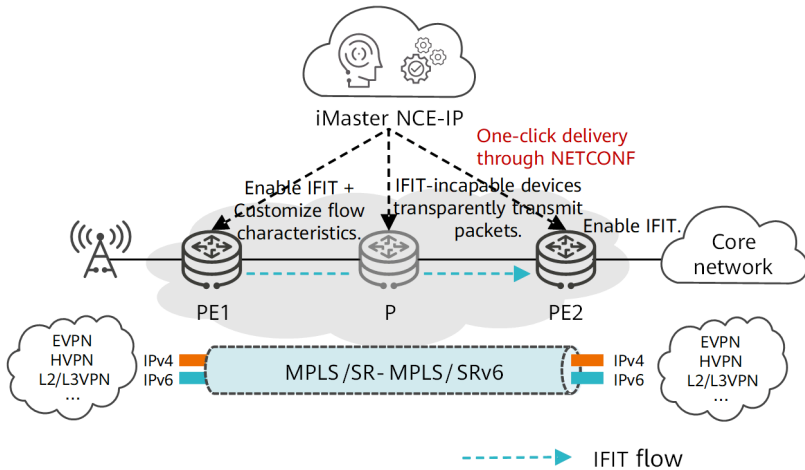 iMaster NCE-IP
One-click delivery
through NETCONF
Enable IFIT +
Customize flow
characteristics.
IFIT-incapable devices
transparently transmit
packets.
Enable IFIT.
Core
network
PE1
P
PE2
EVPN
HVPN
L2/L3VPN
...
IPv4
IPv6
MPLS/SR-MPLS/SRv6
IPv4
IPv6
EVPN
HVPN
L2/L3VPN
...
IFIT flow